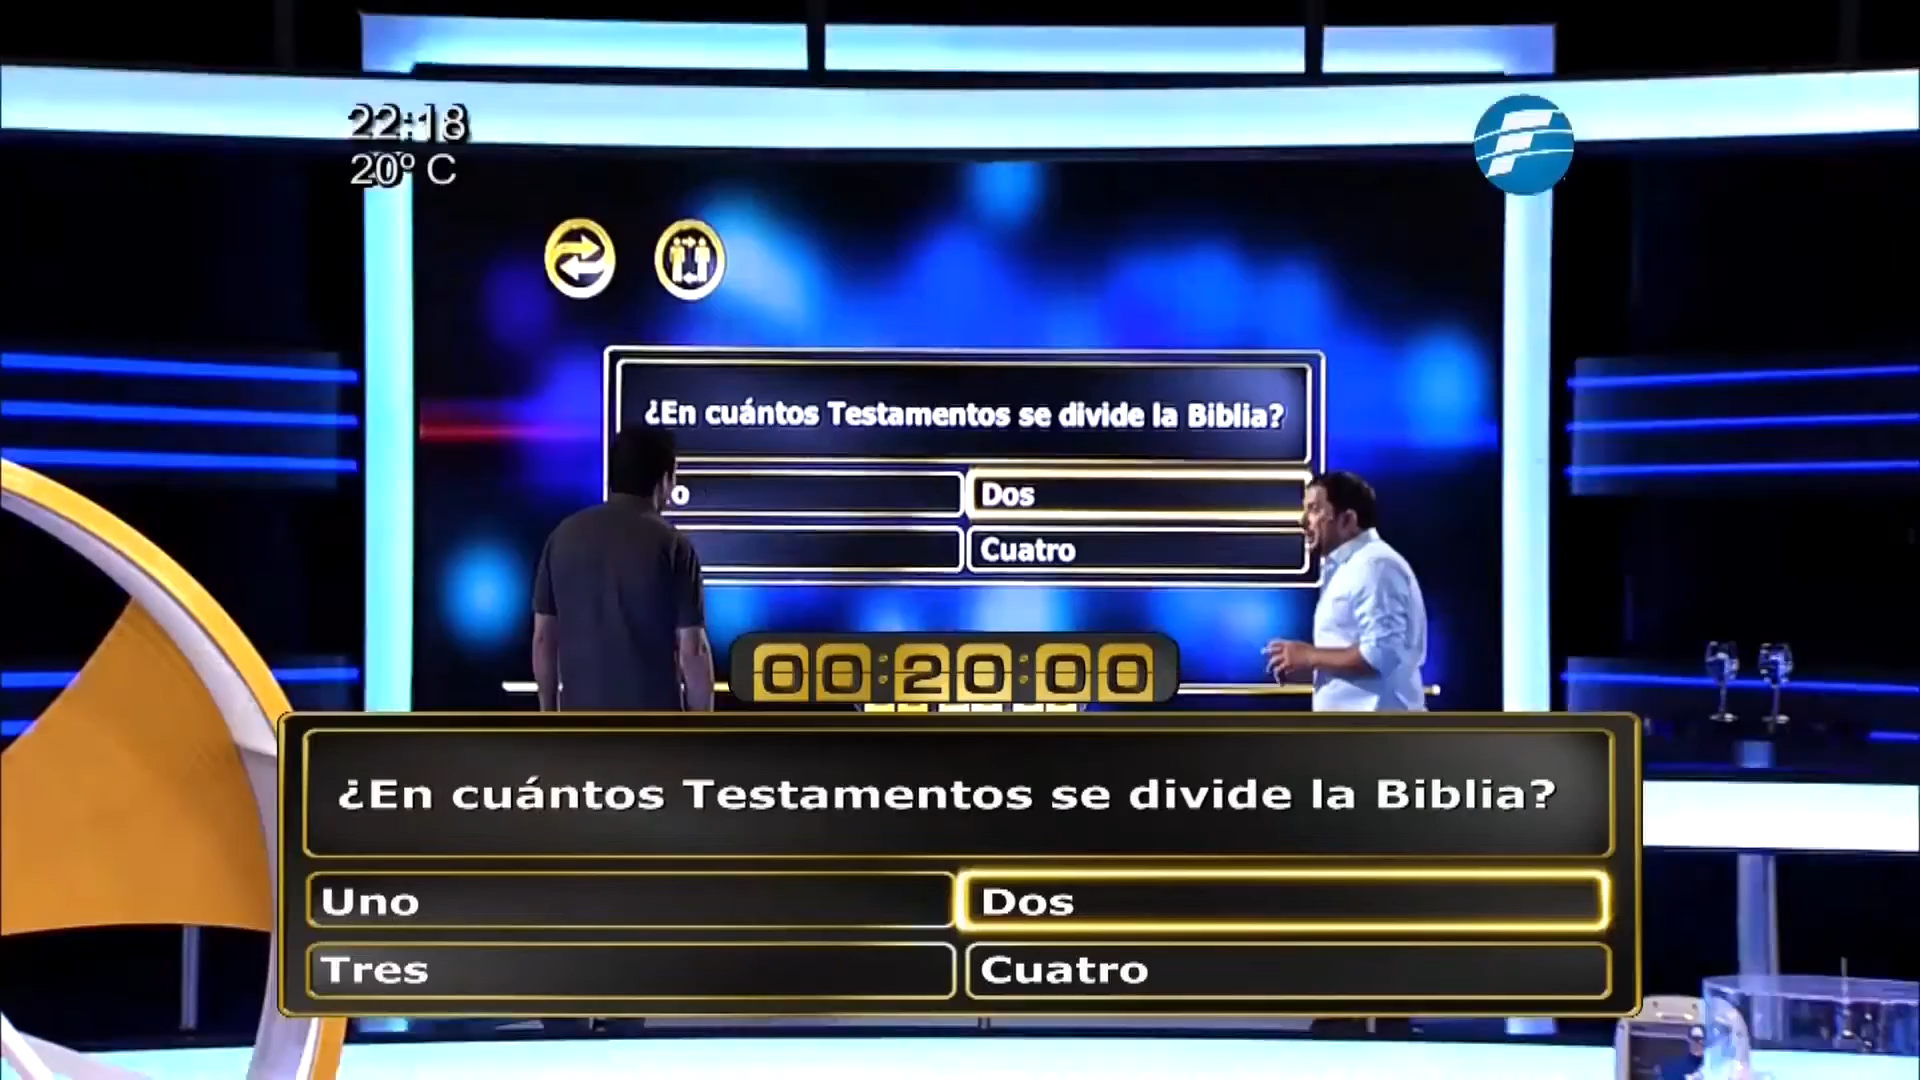 22:18
20º C
¿En cuántos Testamentos se divide la Biblia?
Dos
Cuatro
00:20:00
¿En cuántos Testamentos se divide la Biblia?
Uno
Dos
Tres
Cuatro